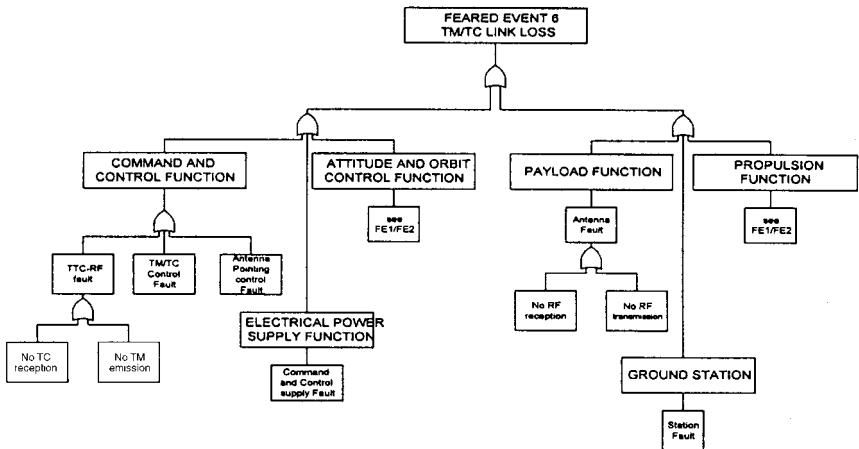 FEARED EVENT 6
TM/TC LINK LOSS
COMMAND AND
CONTROL FUNCTION
ATTITUDE AND ORBIT
CONTROL FUNCTION
PAYLOAD FUNCTION
PROPULSION
FUNCTION
see
FE1/FE2
Antenna
Fault
see
FE1/FE2
TTC-RF
fault
TM/TC
Control
Fault
Antenna
Pointing
control
Fault
No RF
reception
No RF
transmission
ELECTRICAL POWER
SUPPLY FUNCTION
No TC
reception
No TM
emission
Command
and Control
supply Fault
GROUND STATION
Station
Fault